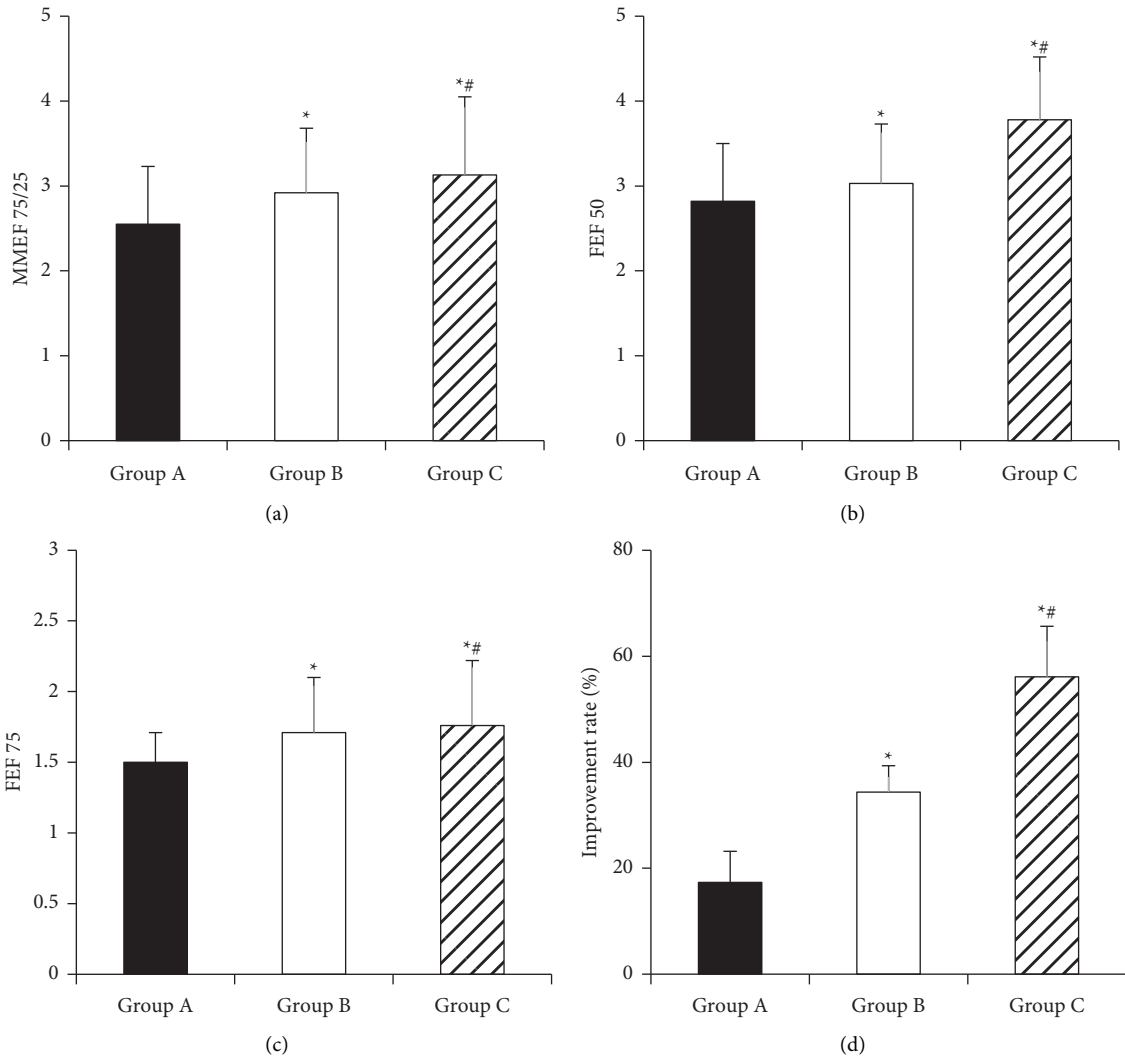 5
4
3
2
1
0
MMEF 75/25
*
*#
Group A Group B Group C
(a)
5
4
3
2
1
0
FEF 50
*
*#
Group A Group B Group C
(b)
3
2.5
2
1.5
1
0.5
0
FEF 75
*
*#
Group A Group B Group C
(c)
80
60
40
20
0
Improvement rate (%)
*
*#
Group A Group B Group C
(d)